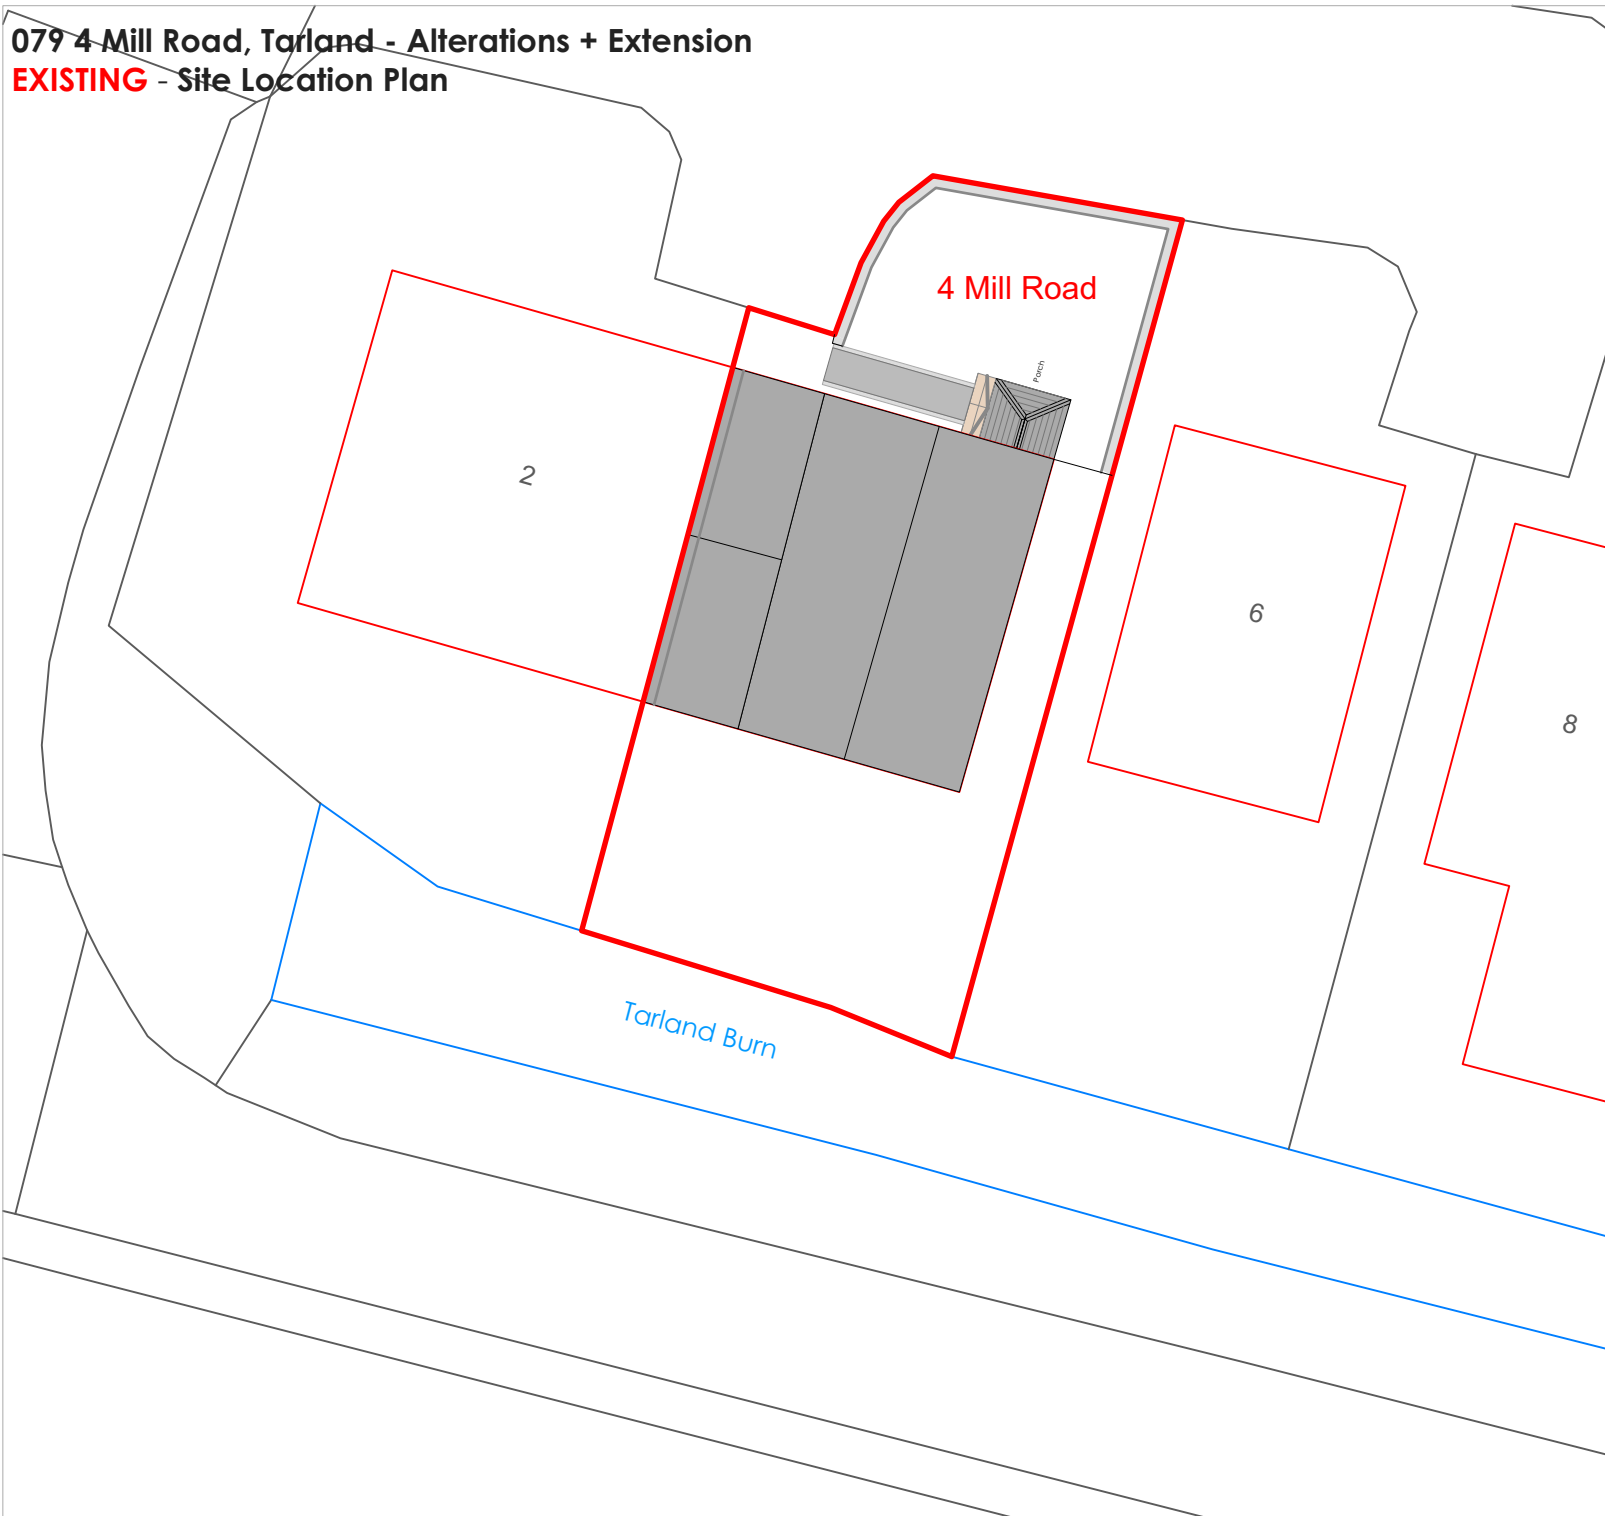 079 4 Mill Road, Tarland - Alterations + Extension
EXISTING - Site Location Plan
4 Mill Road
Porch
2
6
8
Tarland Burn